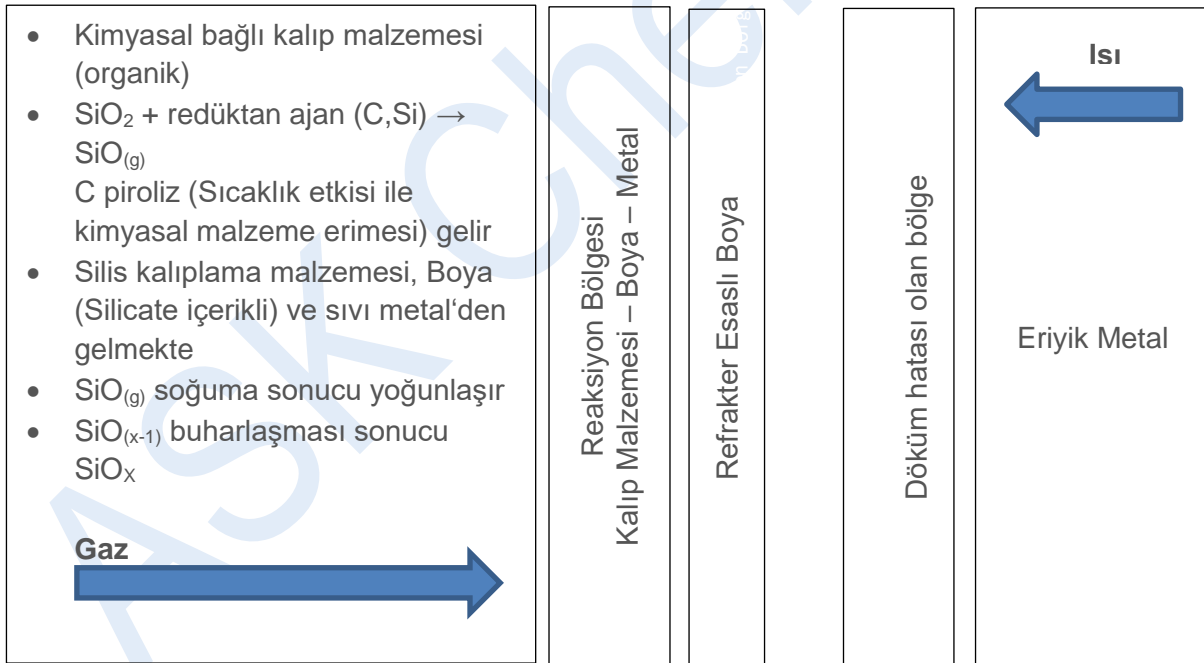 • Kimyasal bağlı kalıp malzemesi
(organik)
• SiO2 + redüktan ajan (C,Si) →
SiO(g)
C piroliz (Sıcaklık etkisi ile
kimyasal malzeme erimesi) gelir
• Silis kalıplama malzemesi, Boya
(Silicate içerikli) ve sıvı metal‘den
gelmekte
• SiO(g) soğuma sonucu yoğunlaşır
• SiO(x-1) buharlaşması sonucu
SiOX
Gaz
Reaksiyon Bölgesi
Kalıp Malzemesi – Boya – Metal
Refrakter Esaslı Boya
Döküm hatası olan bölge
Isı
Eriyik Metal
ASK Che